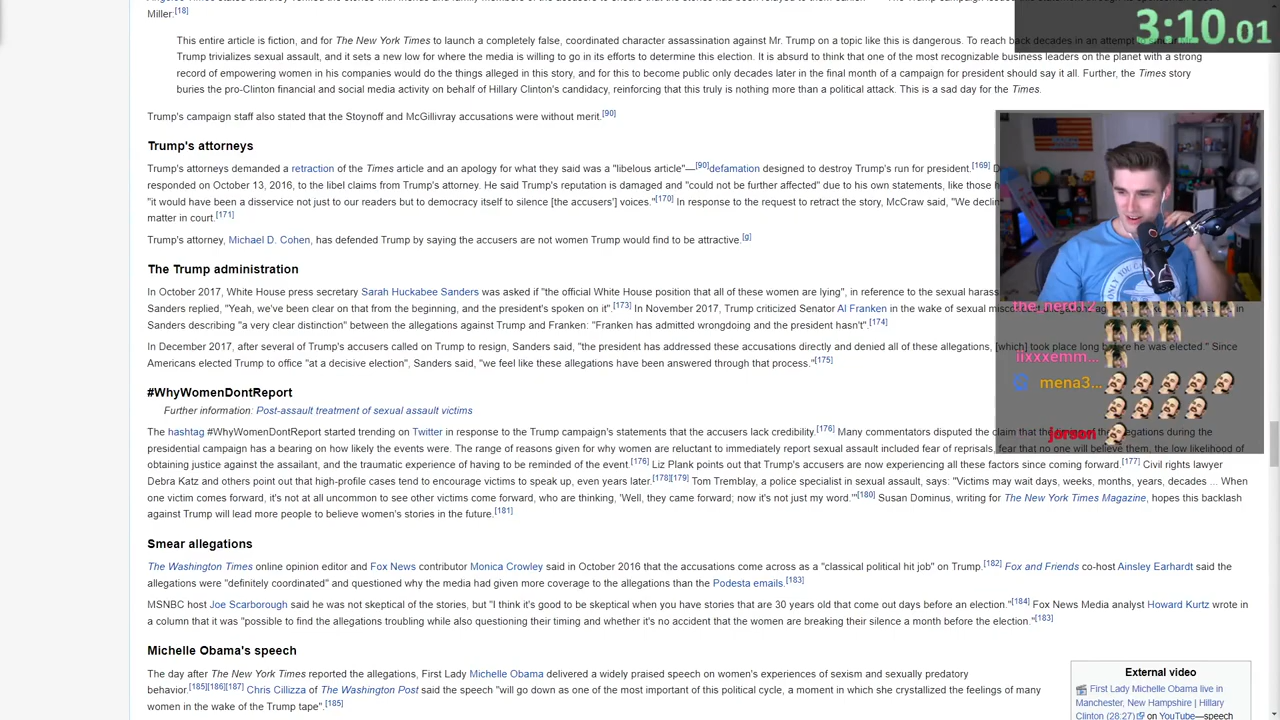 Miller:[18]
3:10.01
This entire article is fiction, and for The New York Times to launch a completely false, coordinated character assassination against Mr. Trump on a topic like this is dangerous. To reach back decades in an attempt
Trump trivializes sexual assault, and it sets a new low for where the media is willing to go in its efforts to determine this election. It is absurd to think that one of the most recognizable business leaders on the planet with a strong
record of empowering women in his companies would do the things alleged in this story, and for this to become public only decades later in the final month of a campaign for president should say it all. Further, the Times story
buries the pro-Clinton financial and social media activity on behalf of Hillary Clinton's candidacy, reinforcing that this truly is nothing more than a political attack. This is a sad day for the Times.
Trump's campaign staff also stated that the Stoynoff and McGillivray accusations were without merit.[90]
Trump's attorneys
Trump's attorneys demanded a retraction of the Times article and an apology for what they said was a "libelous article"—[90]defamation designed to destroy Trump's run for president.[169]
responded on October 13, 2016, to the libel claims from Trump's attorney. He said Trump's reputation is damaged and "could not be further affected" due to his own statements, like those
"it would have been a disservice not just to our readers but to democracy itself to silence [the accusers'] voices."[170] In response to the request to retract the story, McCraw said, "We
matter in court.[171]
Trump's attorney, Michael D. Cohen, has defended Trump by saying the accusers are not women Trump would find to be attractive.[g]
The Trump administration
In October 2017, White House press secretary Sarah Huckabee Sanders was asked if "the official White House position that all of these women are lying", in reference to the sexual
Sanders replied, "Yeah, we've been clear on that from the beginning, and the president's spoken on it".[173] In November 2017, Trump criticized Senator Al Franken in the wake of sexual in
Sanders describing "a very clear distinction" between the allegations against Trump and Franken: "Franken has admitted wrongdoing and the president hasn't".[174]
the_nerd12
In December 2017, after several of Trump's accusers called on Trump to resign, Sanders said, "the president has addressed these accusations directly and denied all of these allegations, [which] took place long before he was elected." Since
Americans elected Trump to office "at a decisive election", Sanders said, "we feel like these allegations have been answered through that process."[175]
iixxxemm...
mena3...
#WhyWomenDontReport
Further information: Post-assault treatment of sexual assault victims
The hashtag #WhyWomenDontReport started trending on Twitter in response to the Trump campaign's statements that the accusers lack credibility.[176] Many commentators disputed the claim that the allegations during the
jorson
presidential campaign has a bearing on how likely the events were. The range of reasons given for why women are reluctant to immediately report sexual assault included fear of reprisals, fear that no one will believe them, the low likelihood of
obtaining justice against the assailant, and the traumatic experience of having to be reminded of the event.[176] Liz Plank points out that Trump's accusers are now experiencing all these factors since coming forward.[177] Civil rights lawyer
Debra Katz and others point out that high-profile cases tend to encourage victims to speak up, even years later.[178][179] Tom Tremblay, a police specialist in sexual assault, says: "Victims may wait days, weeks, months, years, decades ... When
one victim comes forward, it's not at all uncommon to see other victims come forward, who are thinking, 'Well, they came forward; now it's not just my word.'"[180] Susan Dominus, writing for The New York Times Magazine, hopes this backlash
against Trump will lead more people to believe women's stories in the future.[181]
Smear allegations
The Washington Times online opinion editor and Fox News contributor Monica Crowley said in October 2016 that the accusations come across as a "classical political hit job" on Trump.[182] Fox and Friends co-host Ainsley Earhardt said the
allegations were "definitely coordinated" and questioned why the media had given more coverage to the allegations than the Podesta emails.[183]
MSNBC host Joe Scarborough said he was not skeptical of the stories, but "I think it's good to be skeptical when you have stories that are 30 years old that come out days before an election."[184] Fox News Media analyst Howard Kurtz wrote in
a column that it was "possible to find the allegations troubling while also questioning their timing and whether it's no accident that the women are breaking their silence a month before the election."[183]
Michelle Obama's speech
The day after The New York Times reported the allegations, First Lady Michelle Obama delivered a widely praised speech on women's experiences of sexism and sexually predatory
behavior.[185][186][187] Chris Cillizza of The Washington Post said the speech "will go down as one of the most important of this political cycle, a moment in which she crystallized the feelings of many
women in the wake of the Trump tape".[185]
External video
First Lady Michelle Obama live in
Manchester, New Hampshire | Hillary
Clinton (28:27) on YouTube—speech